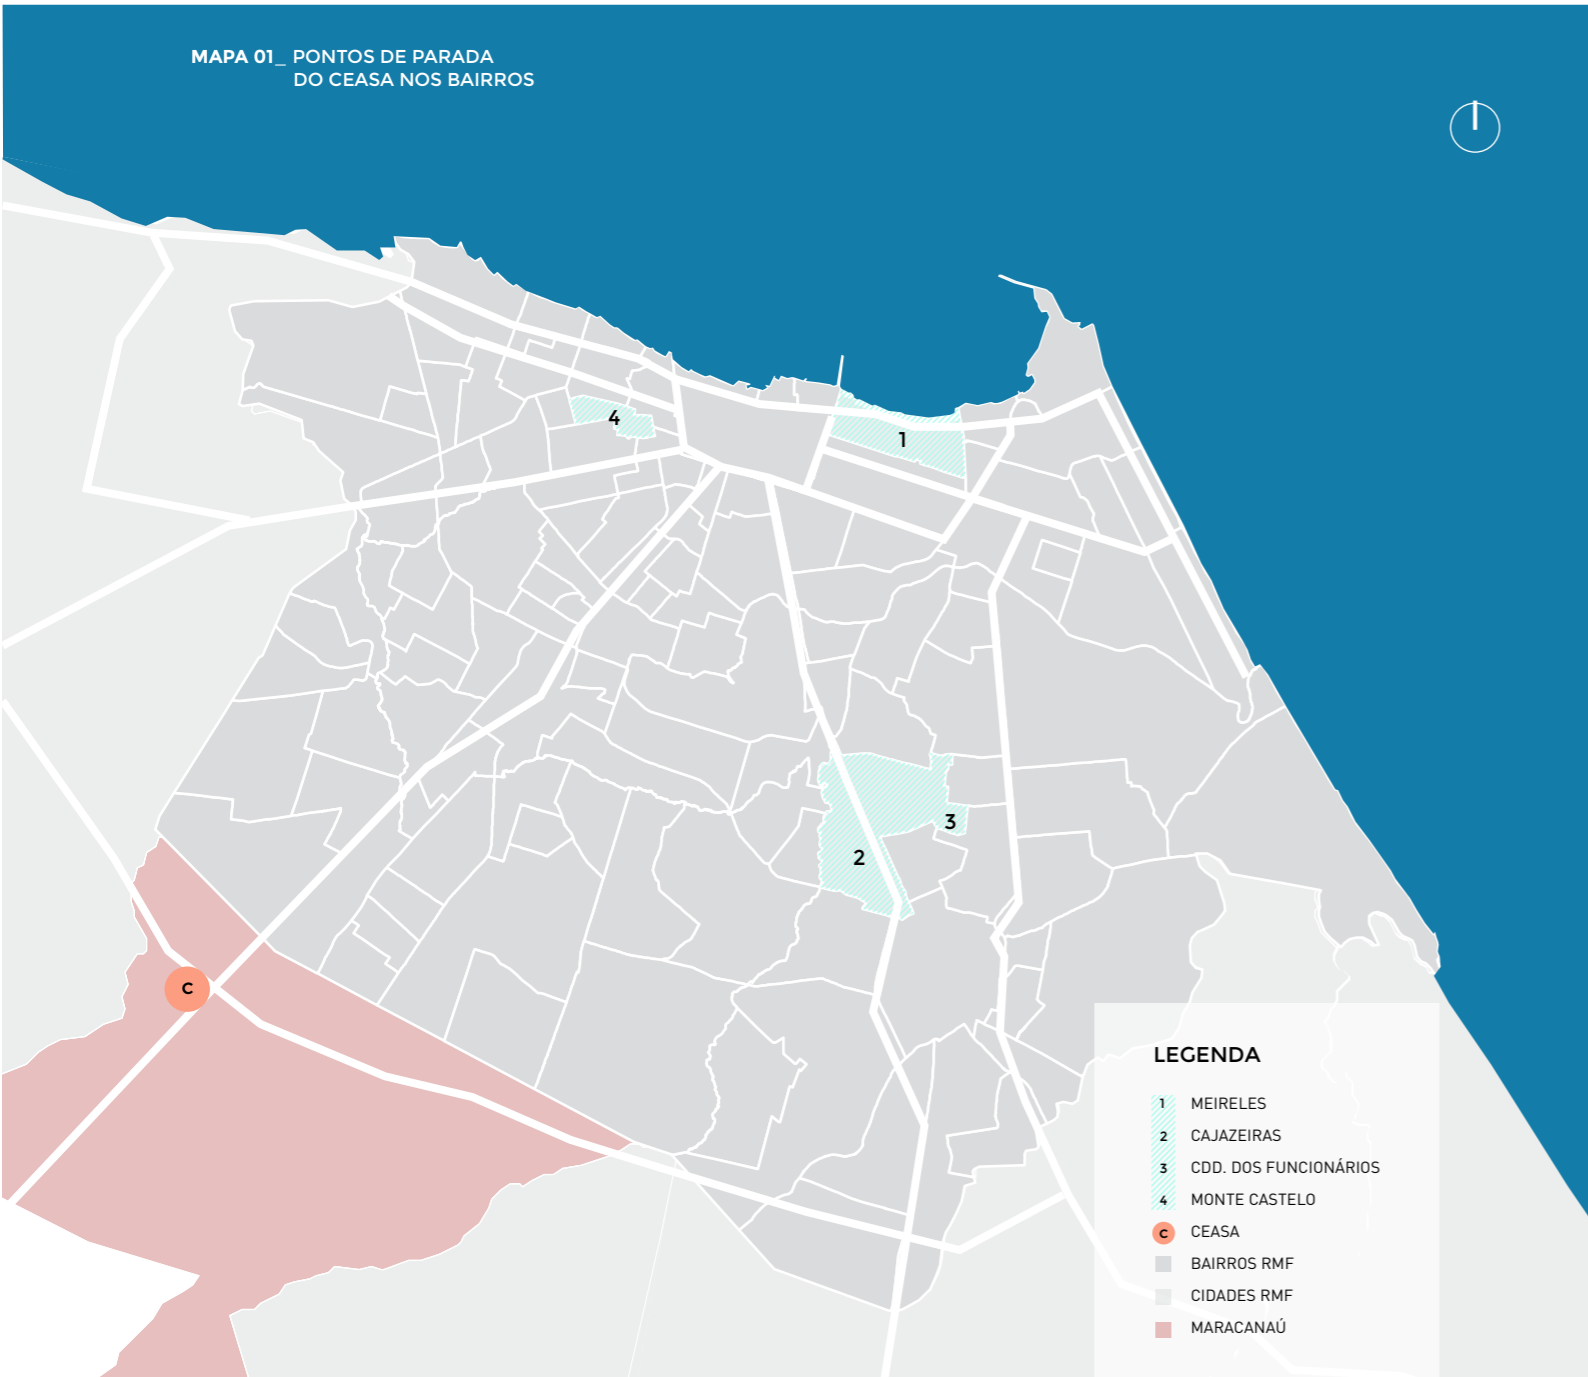 MAPA 01_ PONTOS DE PARADA
DO CEASA NOS BAIRROS
4
1
3
2
C
LEGENDA
1 MEIRELES
2 CAJAZEIRAS
3 CDD. DOS FUNCIONÁRIOS
4 MONTE CASTELO
C CEASA
BAIRROS RMF
CIDADES RMF
MARACANAÚ